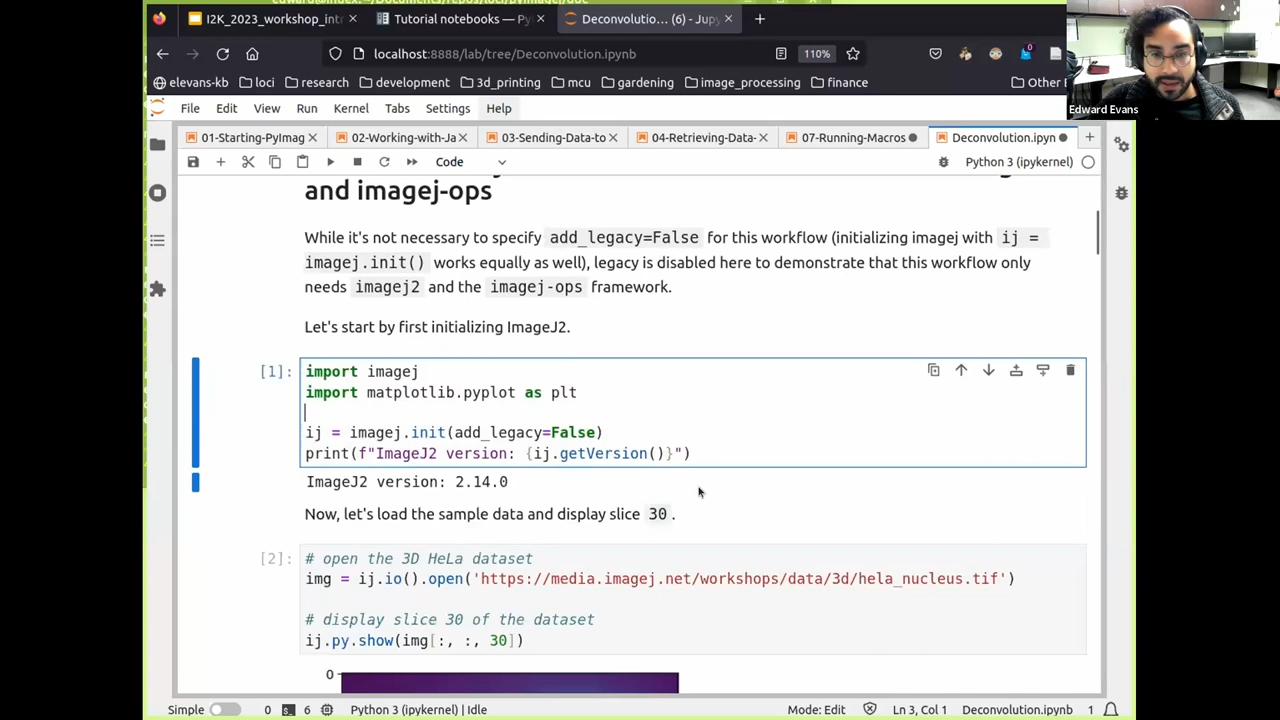 I2K_2023_workshop_int
Tutorial notebooks — Py
Deconvolutio... (6) - Jup
localhost:8888/lab/tree/Deconvolution.ipynb
110%
0
elevans-kb
loci
research
development
3d_printing
mcu
gardening
image_processing
finance
Other
Edward Evans
File Edit View Run Kernel Tabs Settings Help
01-Starting-PyImag
02-Working-with-Ja
03-Sending-Data-to
04-Retrieving-Data-
07-Running-Macros
Deconvolution.ipyn
Code
Python 3 (ipykernel)
and imagej-ops
While it's not necessary to specify add_legacy=False for this workflow (initializing imagej with ij =
imagej.init() works equally as well), legacy is disabled here to demonstrate that this workflow only
needs imagej2 and the imagej-ops framework.
Let's start by first initializing ImageJ2.
[1]:
import imagej
import matplotlib.pyplot as plt
ij = imagej.init(add_legacy=False)
print(f"ImageJ2 version: {ij.getVersion()}")
ImageJ2 version: 2.14.0
Now, let's load the sample data and display slice 30.
[2]:
# open the 3D HeLa dataset
img = ij.io().open('https://media.imagej.net/workshops/data/3d/hela_nucleus.tif')
# display slice 30 of the dataset
ij.py.show(img[:, :, 30])
0
Simple 0 6 Python 3 (ipykernel) | Idle Mode: Edit Ln 3, Col 1 Deconvolution.ipynb 1